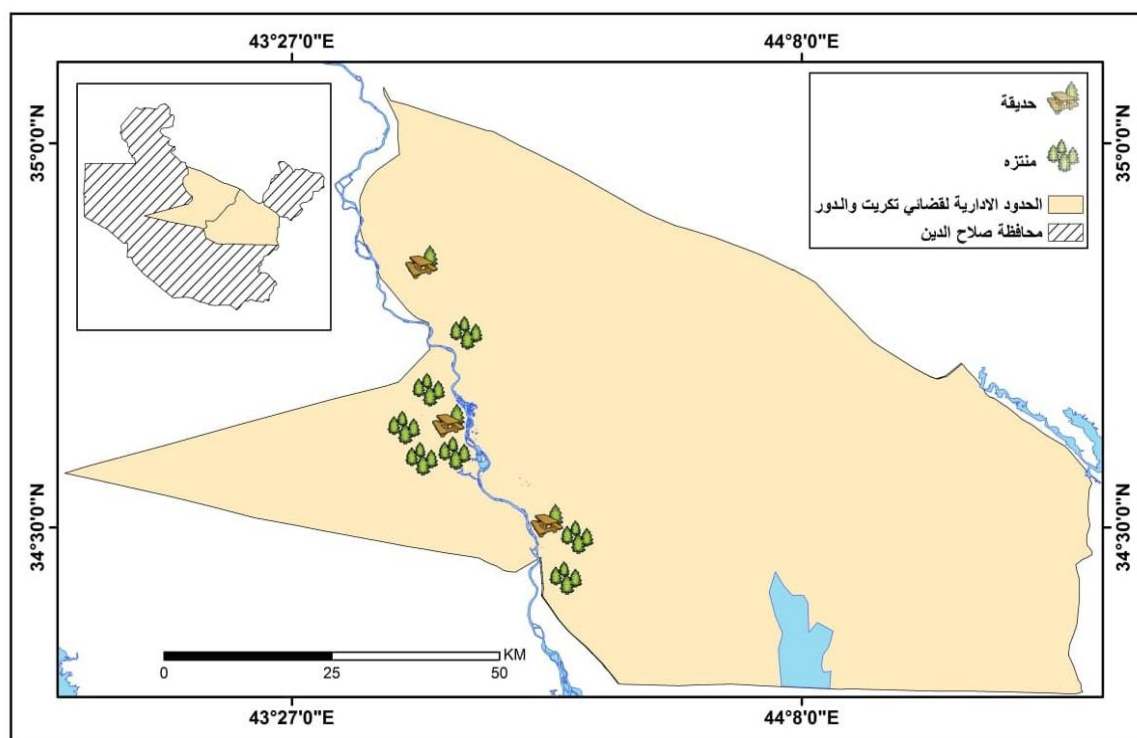 43°27'0"E
44°8'0"E
35°0'0"N
35°0'0"N
حديقة
منتزه
الحدود الادارية لقضائي تكريت والدور
محافظة صلاح الدين
34°30'0"N
34°30'0"N
KM
0
25
50
43°27'0"E
44°8'0"E